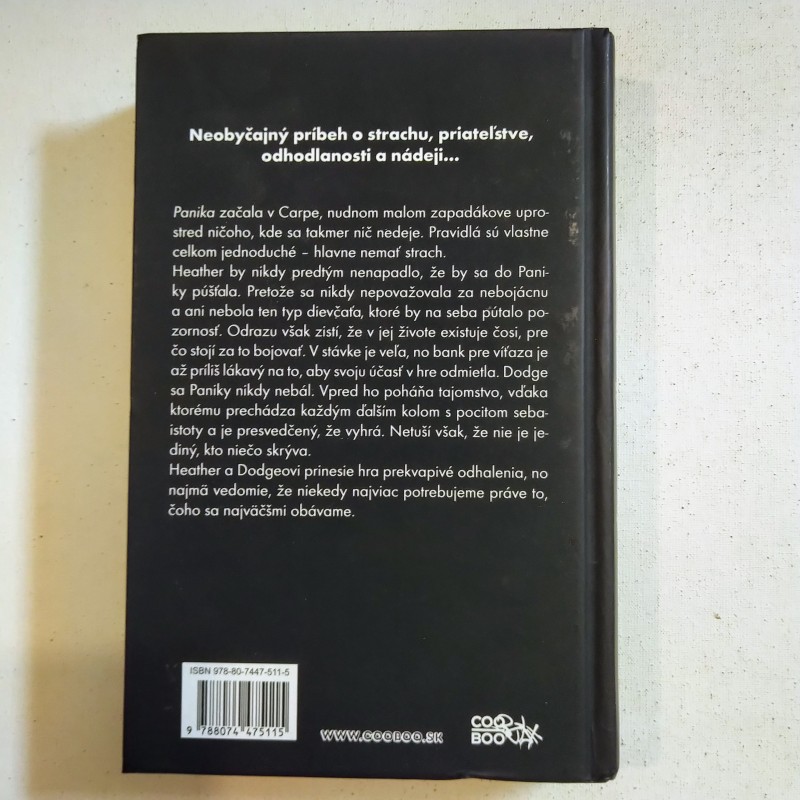 Neobyčajný príbeh o strachu, priateľstve,
odhodlanosti a nádeji...
Panika začala v Carpe, nudnom malom zapadákove upro-
stred ničoho, kde sa takmer nič nedeje. Pravidlá sú vlastne
celkom jednoduché – hlavne nemať strach.
Heather by nikdy predtým nenapadlo, že by sa do Pani-
ky púšťala. Pretože sa nikdy nepovažovala za nebojácnu
a ani nebola ten typ dievčaťa, ktoré by na seba pútalo po-
zornosť. Odrazu však zistí, že v jej živote existuje čosi, pre
čo stojí za to bojovať. V stávke je veľa, no bank pre víťaza je
až príliš lákavý na to, aby svoju účasť v hre odmietla. Dodge
sa Paniky nikdy nebál. Vpred ho poháňa tajomstvo, vďaka
ktorému prechádza každým ďalším kolom s pocitom seba-
istoty a je presvedčený, že vyhrá. Netuší však, že nie je je-
diný, kto niečo skrýva.
Heather a Dodgeovi prinesie hra prekvapivé odhalenia, no
najmä vedomie, že niekedy najviac potrebujeme práve to,
čoho sa najväčšmi obávame.
ISBN 978-80-7447-511-5
9 788074 475115
WWW.COOBOO.SK
COO
BOO